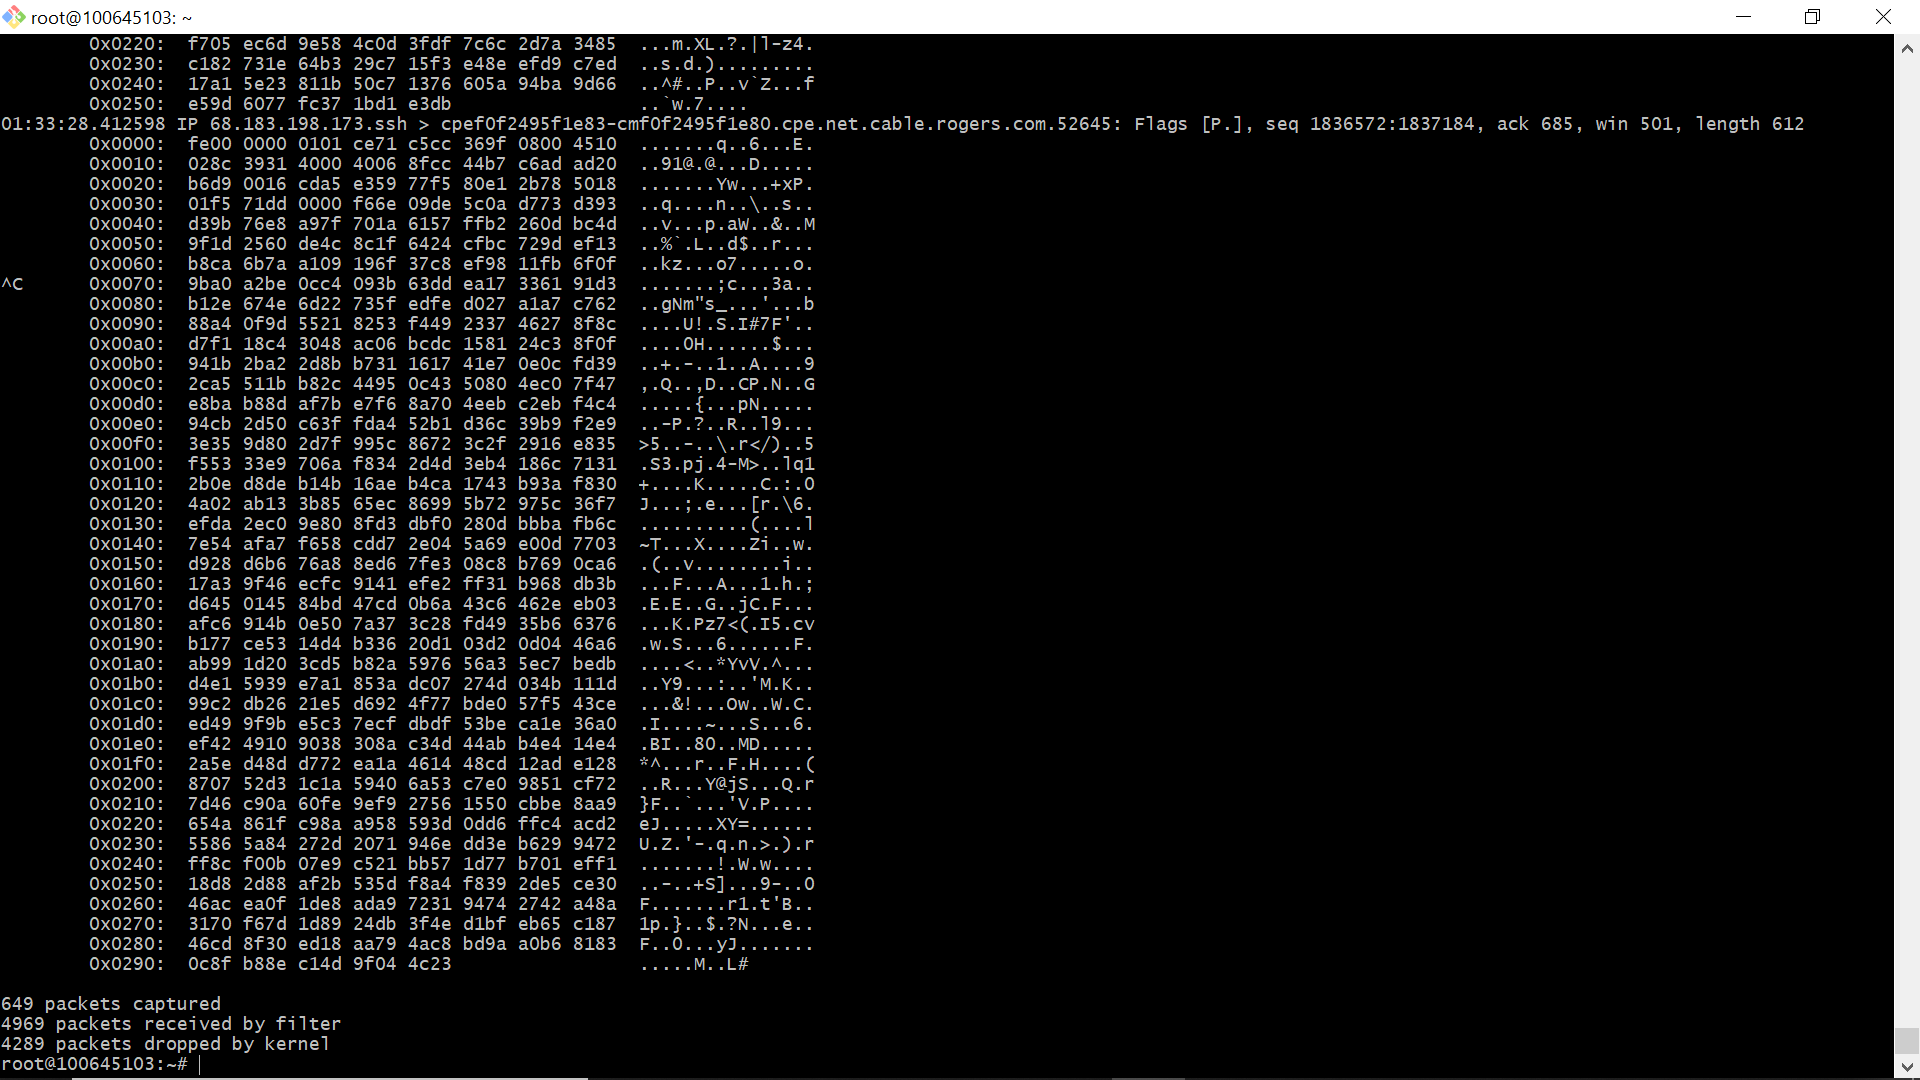 root@100645103: ~
0x0220: f705 ec6d 9e58 4c0d 3fdf 7c6c 2d7a 3485 ...m.XL.?.|l-z4.
0x0230: c182 731e 64b3 29c7 15f3 e48e efd9 c7ed ..s.d.).........
0x0240: 17a1 5e23 811b 50c7 1376 605a 94ba 9d66 ..^#..P..v`Z...f
0x0250: e59d 6077 fc37 1bd1 e3db ..`w.7....
01:33:28.412598 IP 68.183.198.173.ssh > cpef0f2495f1e83-cmf0f2495f1e80.cpe.net.cable.rogers.com.52645: Flags [P.], seq 1836572:1837184, ack 685, win 501, length 612
0x0000: fe00 0000 0101 ce71 c5cc 369f 0800 4510 .......q..6...E.
0x0010: 028c 3931 4000 4006 8fcc 44b7 c6ad ad20 ..91@.@...D.....
0x0020: b6d9 0016 cda5 e359 77f5 80e1 2b78 5018 .......Yw...+xP.
0x0030: 01f5 71dd 0000 f66e 09de 5c0a d773 d393 ..q....n..\..s..
0x0040: d39b 76e8 a97f 701a 6157 ffb2 260d bc4d ..v...p.aW..&..M
0x0050: 9f1d 2560 de4c 8c1f 6424 cfbc 729d ef13 ..%`.L..d$..r...
0x0060: b8ca 6b7a a109 196f 37c8 ef98 11fb 6f0f ..kz...o7.....o.
^C 0x0070: 9ba0 a2be 0cc4 093b 63dd ea17 3361 91d3 .......;c...3a..
0x0080: b12e 674e 6d22 735f edfe d027 a1a7 c762 ..gNm"s_...'...b
0x0090: 88a4 0f9d 5521 8253 f449 2337 4627 8f8c ....U!.S.I#7F'..
0x00a0: d7f1 18c4 3048 ac06 bcdc 1581 24c3 8f0f ....0H......$...
0x00b0: 941b 2ba2 2d8b b731 1617 41e7 0e0c fd39 ..+.-..1..A....9
0x00c0: 2ca5 511b b82c 4495 0c43 5080 4ec0 7f47 ,.Q..,D..CP.N..G
0x00d0: e8ba b88d af7b e7f6 8a70 4eeb c2eb f4c4 .....{...pN.....
0x00e0: 94cb 2d50 c63f fda4 52b1 d36c 39b9 f2e9 ..-P.?..R..l9...
0x00f0: 3e35 9d80 2d7f 995c 8672 3c2f 2916 e835 >5..-..\.r</)..5
0x0100: f553 33e9 706a f834 2d4d 3eb4 186c 7131 .S3.pj.4-M>..lq1
0x0110: 2b0e d8de b14b 16ae b4ca 1743 b93a f830 +....K.....C.:.0
0x0120: 4a02 ab13 3b85 65ec 8699 5b72 975c 36f7 J...;.e...[r.\6.
0x0130: efda 2ec0 9e80 8fd3 dbf0 280d bbba fb6c ..........(....l
0x0140: 7e54 afa7 f658 cdd7 2e04 5a69 e00d 7703 ~T...X....Zi..w.
0x0150: d928 d6b6 76a8 8ed6 7fe3 08c8 b769 0ca6 .(..v........i..
0x0160: 17a3 9f46 ecfc 9141 efe2 ff31 b968 db3b ...F...A...1.h.;
0x0170: d645 0145 84bd 47cd 0b6a 43c6 462e eb03 .E.E..G..jC.F...
0x0180: afc6 914b 0e50 7a37 3c28 fd49 35b6 6376 ...K.Pz7<(.I5.cv
0x0190: b177 ce53 14d4 b336 20d1 03d2 0d04 46a6 .w.S...6......F.
0x01a0: ab99 1d20 3cd5 b82a 5976 56a3 5ec7 bedb ....<..*YvV.^...
0x01b0: d4e1 5939 e7a1 853a dc07 274d 034b 111d ..Y9...:..'M.K..
0x01c0: 99c2 db26 21e5 d692 4f77 bde0 57f5 43ce ...&!...Ow..W.C.
0x01d0: ed49 9f9b e5c3 7ecf dbdf 53be ca1e 36a0 .I....~...S...6.
0x01e0: ef42 4910 9038 308a c34d 44ab b4e4 14e4 .BI..80..MD.....
0x01f0: 2a5e d48d d772 ea1a 4614 48cd 12ad e128 *^...r..F.H....(
0x0200: 8707 52d3 1c1a 5940 6a53 c7e0 9851 cf72 ..R...Y@jS...Q.r
0x0210: 7d46 c90a 60fe 9ef9 2756 1550 cbbe 8aa9 }F..`...'V.P....
0x0220: 654a 861f c98a a958 593d 0dd6 ffc4 acd2 eJ.....XY=......
0x0230: 5586 5a84 272d 2071 946e dd3e b629 9472 U.Z.'-.q.n.>.).r
0x0240: ff8c f00b 07e9 c521 bb57 1d77 b701 eff1 .......!.W.w....
0x0250: 18d8 2d88 af2b 535d f8a4 f839 2de5 ce30 ..-..+S]...9-..0
0x0260: 46ac ea0f 1de8 ada9 7231 9474 2742 a48a F.......r1.t'B..
0x0270: 3170 f67d 1d89 24db 3f4e d1bf eb65 c187 1p.}..$.?N...e..
0x0280: 46cd 8f30 ed18 aa79 4ac8 bd9a a0b6 8183 F..0...yJ.......
0x0290: 0c8f b88e c14d 9f04 4c23 .....M..L#
649 packets captured
4969 packets received by filter
4289 packets dropped by kernel
root@100645103:~#